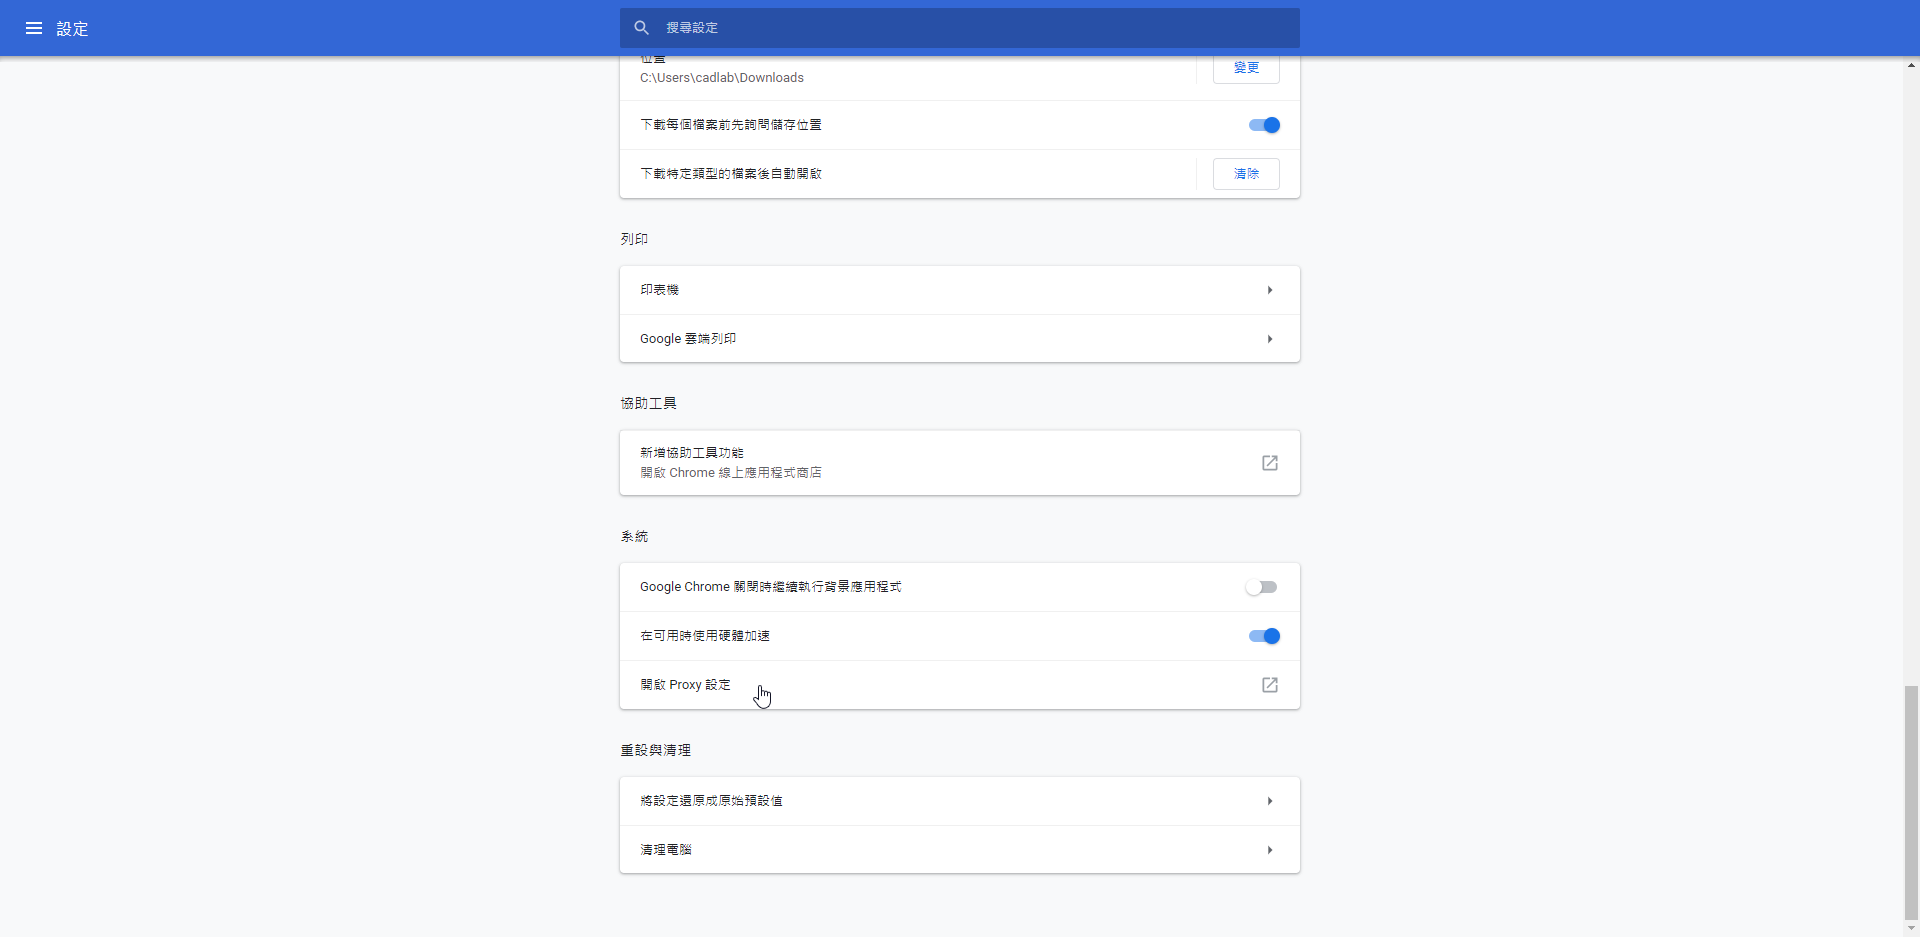 設定
搜尋設定
位置
C:\Users\cadlab\Downloads
變更
下載每個檔案前先詢問儲存位置
下載特定類型的檔案後自動開啟
清除
列印
印表機
Google 雲端列印
協助工具
新增協助工具功能
開啟 Chrome 線上應用程式商店
系統
Google Chrome 關閉時繼續執行背景應用程式
在可用時使用硬體加速
開啟 Proxy 設定
重設與清理
將設定還原成原始預設值
清理電腦